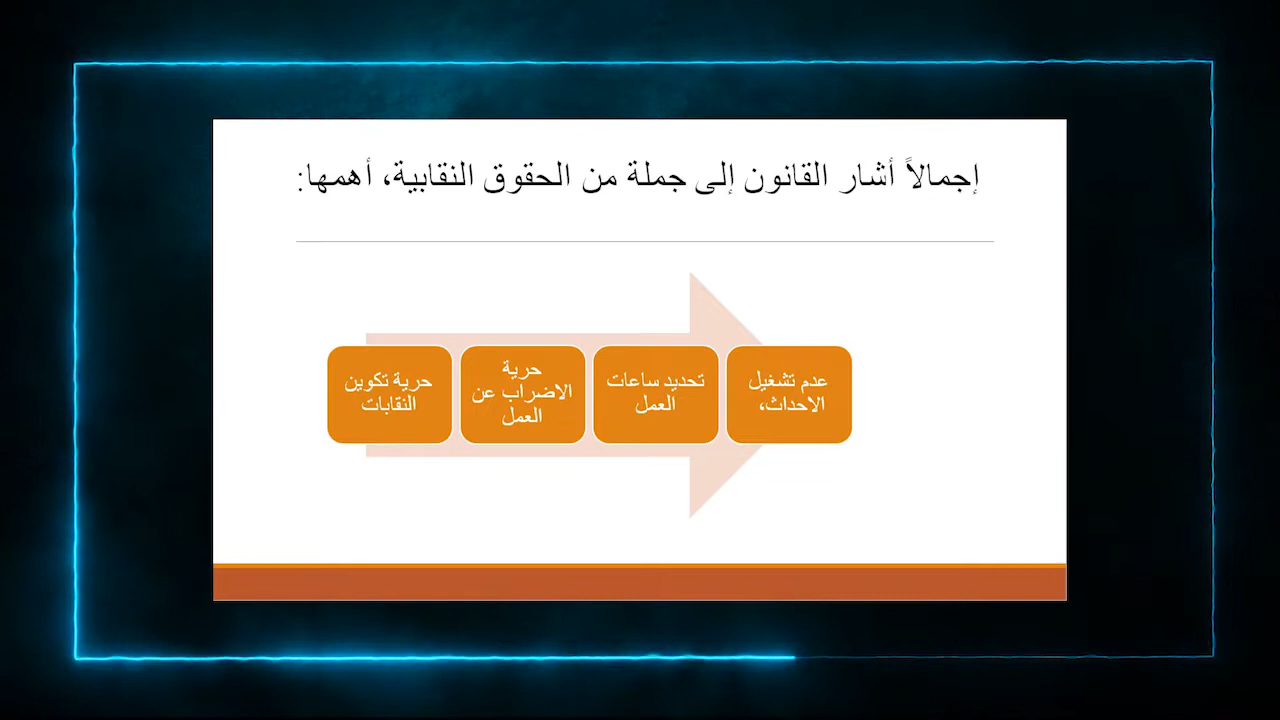 إجمالاً أشار القانون إلى جملة من الحقوق النقابية، أهمها:
عدم تشغيل
الاحداث،
تحديد ساعات
العمل
حرية
الاضراب عن
العمل
حرية تكوين
النقابات